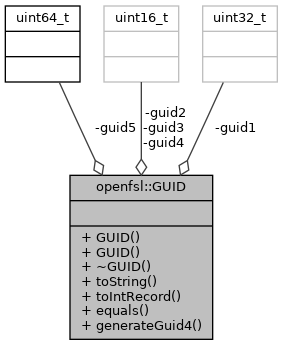 uint64_t
uint16_t
uint32_t
-guid5
-guid2
-guid3
-guid4
-guid1
openfsl::GUID
+ GUID()
+ GUID()
+ ~GUID()
+ toString()
+ toIntRecord()
+ equals()
+ generateGuid4()